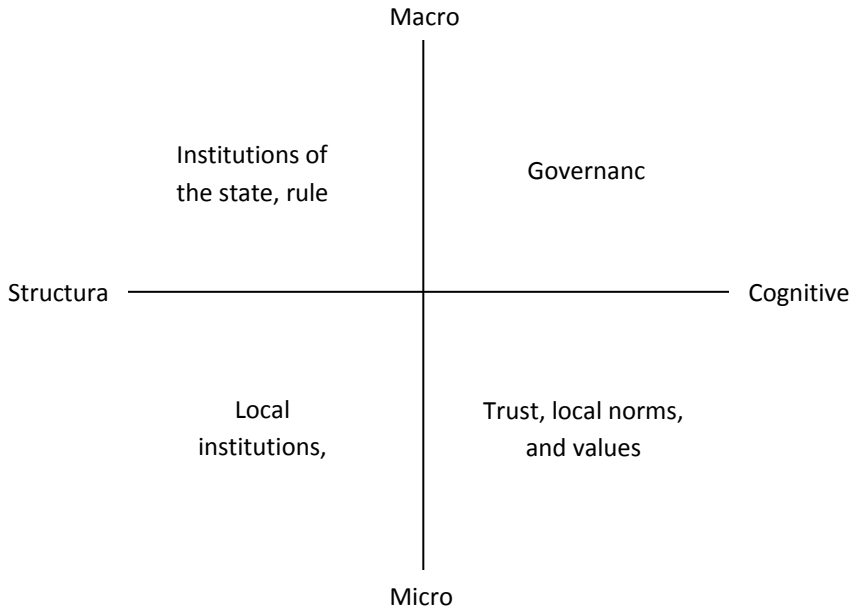 Macro
Institutions of
the state, rule
Governanc
Structura
Cognitive
Local
institutions,
Trust, local norms,
and values
Micro